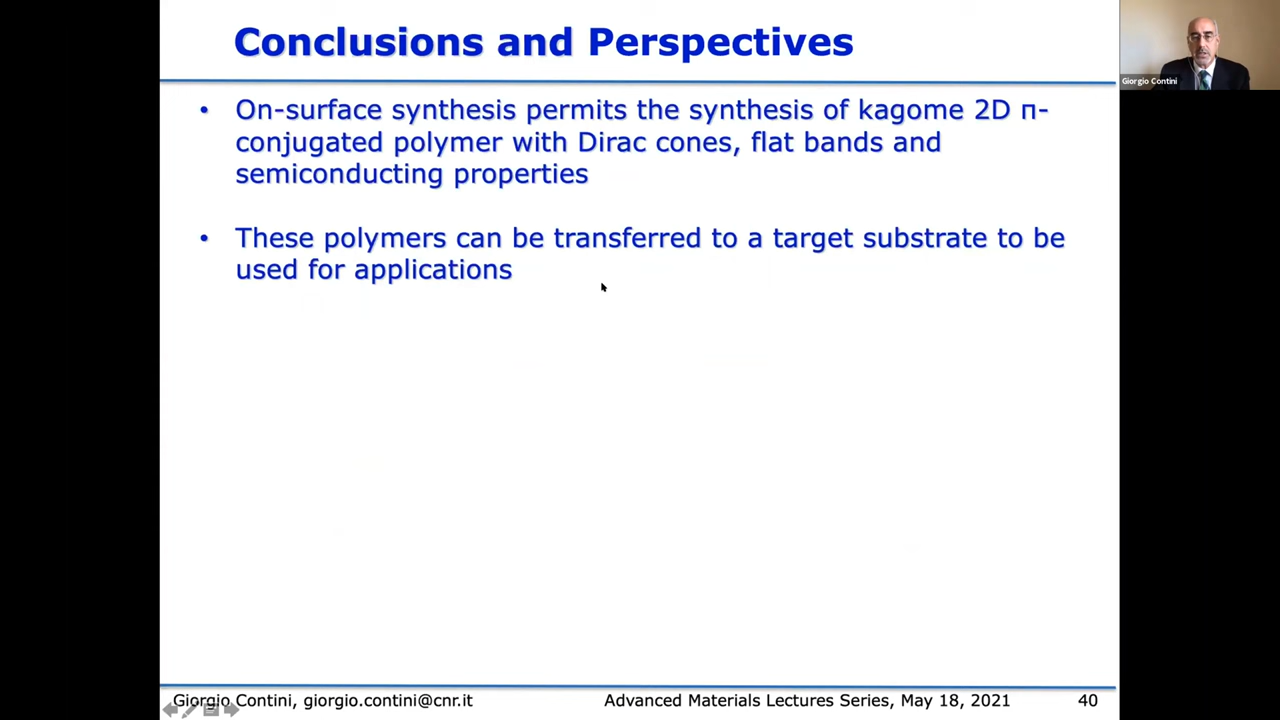 Conclusions and Perspectives
Giorgio Contini
• On-surface synthesis permits the synthesis of kagome 2D π-
conjugated polymer with Dirac cones, flat bands and
semiconducting properties
• These polymers can be transferred to a target substrate to be
used for applications
Giorgio Contini, giorgio.contini@cnr.it
Advanced Materials Lectures Series, May 18, 2021
40